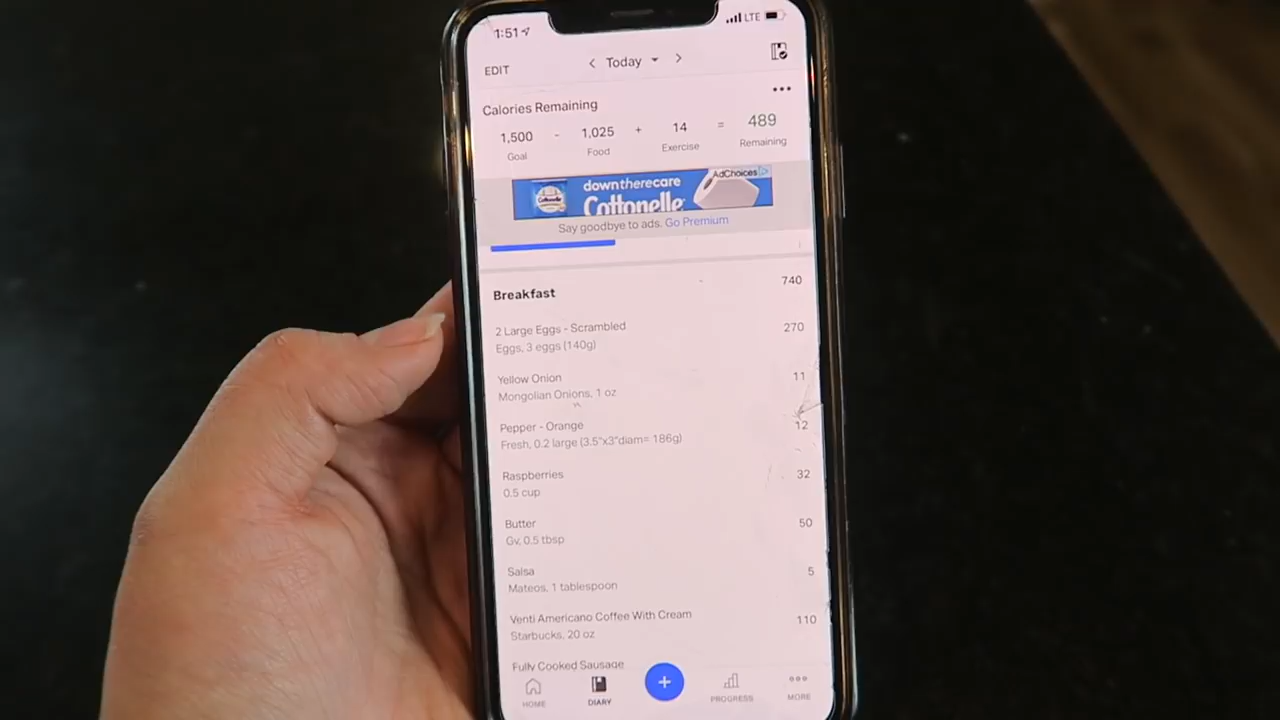 1:51
LTE
EDIT
Today
Calories Remaining
1,500 - 1,025 + 14 = 489
Goal Food Exercise Remaining
AdChoices
downtherecare
Cottonelle
Say goodbye to ads. Go Premium
Breakfast 740
2 Large Eggs - Scrambled 270
Eggs, 3 eggs (140g)
Yellow Onion 11
Mongolian Onions, 1 oz
Pepper - Orange 12
Fresh, 0.2 large (3.5"x3"diam= 186g)
Raspberries 32
0.5 cup
Butter 50
Gv, 0.5 tbsp
Salsa 5
Mateos, 1 tablespoon
Venti Americano Coffee With Cream 110
Starbucks, 20 oz
Fully Cooked Sausage
HOME DIARY + PROGRESS MORE